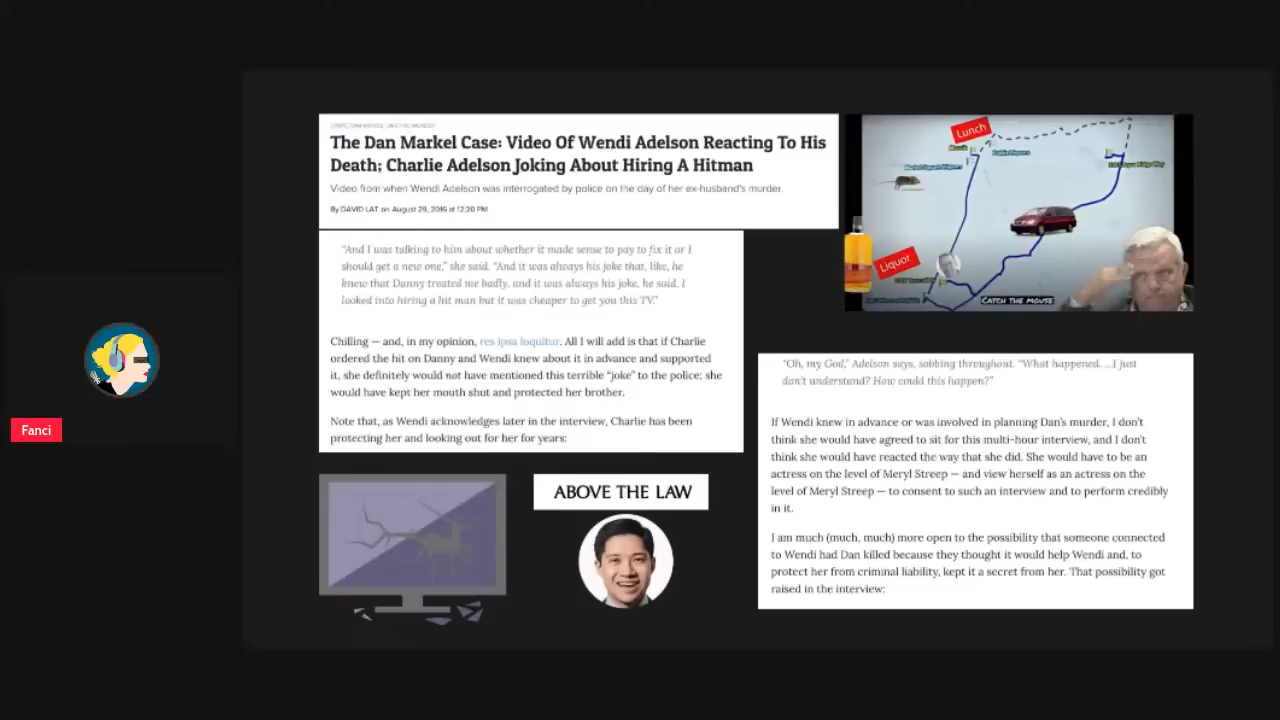 The Dan Markel Case: Video Of Wendi Adelson Reacting To His
Death; Charlie Adelson Joking About Hiring A Hitman
Video from when Wendi Adelson was interrogated by police on the day of her ex-husband's murder.
By DAVID LAT on August 29, 2016 at 12:20 PM
"And I was talking to him about whether it made sense to pay to fix it or I
should get a new one," she said. "And it was always his joke that, like, he
knew that Danny treated me badly, and it was always his joke, he said, I
looked into hiring a hit man but it was cheaper to get you this TV."
Chilling — and, in my opinion, res ipsa loquitur. All I will add is that if Charlie
ordered the hit on Danny and Wendi knew about it in advance and supported
it, she definitely would not have mentioned this terrible "joke" to the police; she
would have kept her mouth shut and protected her brother.
Note that, as Wendi acknowledges later in the interview, Charlie has been
protecting her and looking out for her for years:
Lunch
Liquor
CATCH THE MOUSE
"Oh, my God," Adelson says, sobbing throughout. "What happened. ...I just
don't understand? How could this happen?"
If Wendi knew in advance or was involved in planning Dan's murder, I don't
think she would have agreed to sit for this multi-hour interview, and I don't
think she would have reacted the way that she did. She would have to be an
actress on the level of Meryl Streep — and view herself as an actress on the
level of Meryl Streep — to consent to such an interview and to perform credibly
in it.
I am much (much, much) more open to the possibility that someone connected
to Wendi had Dan killed because they thought it would help Wendi and, to
protect her from criminal liability, kept it a secret from her. That possibility got
raised in the interview:
ABOVE THE LAW
Fanci